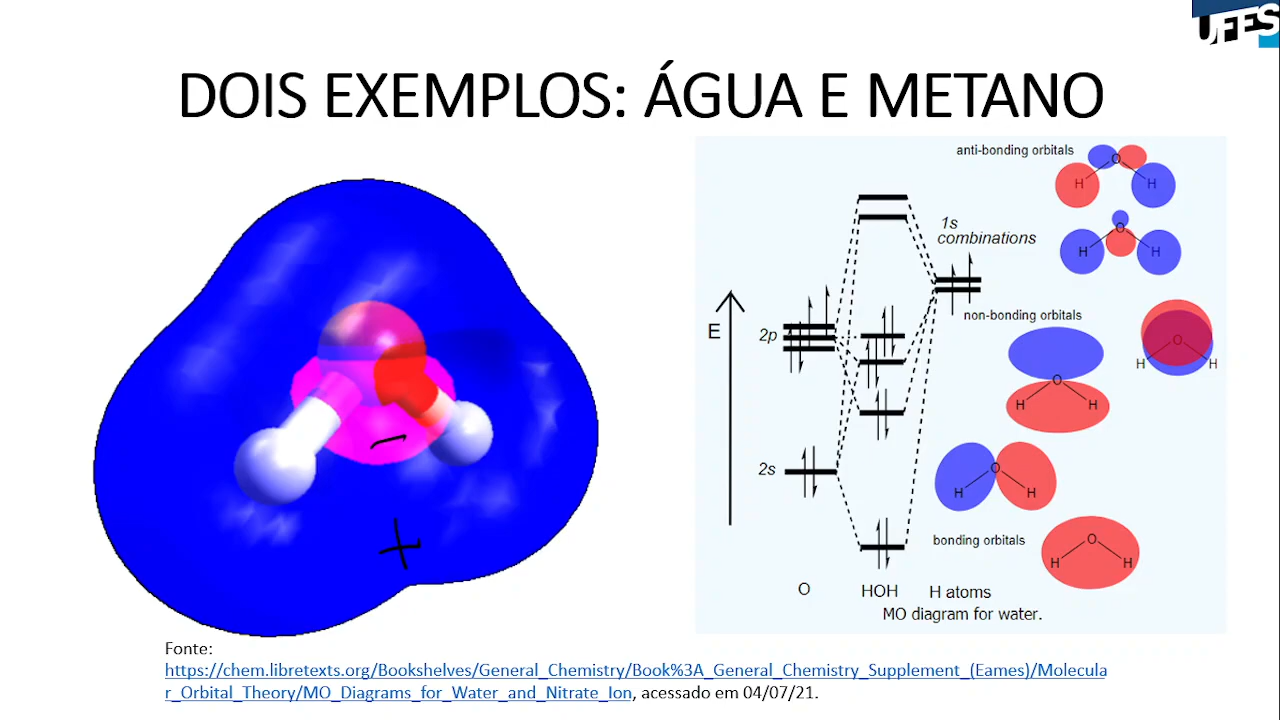 UFES
DOIS EXEMPLOS: ÁGUA E METANO
anti-bonding orbitals
O
H H
1s
combinations
O
H H
E
2p
non-bonding orbitals
O
H H
O
H H
2s
O
H H
bonding orbitals
O
H H
O HOH H atoms
MO diagram for water.
− 
+
Fonte:
https://chem.libretexts.org/Bookshelves/General_Chemistry/Book%3A_General_Chemistry_Supplement_(Eames)/Molecula
r_Orbital_Theory/MO_Diagrams_for_Water_and_Nitrate_Ion, acessado em 04/07/21.